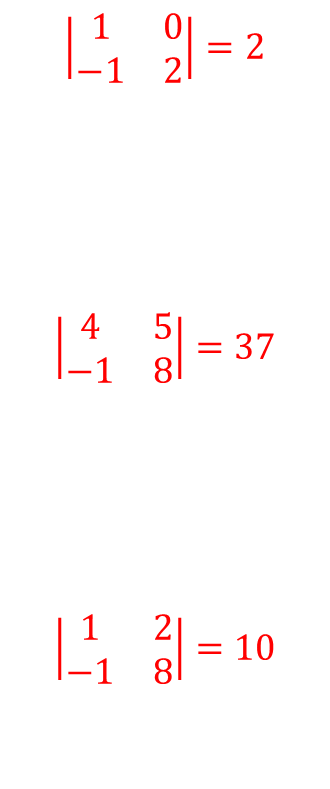 | 1 0 |
| −1 2 | = 2
| 4 5 |
| −1 8 | = 37
| 1 2 |
| −1 8 | = 10